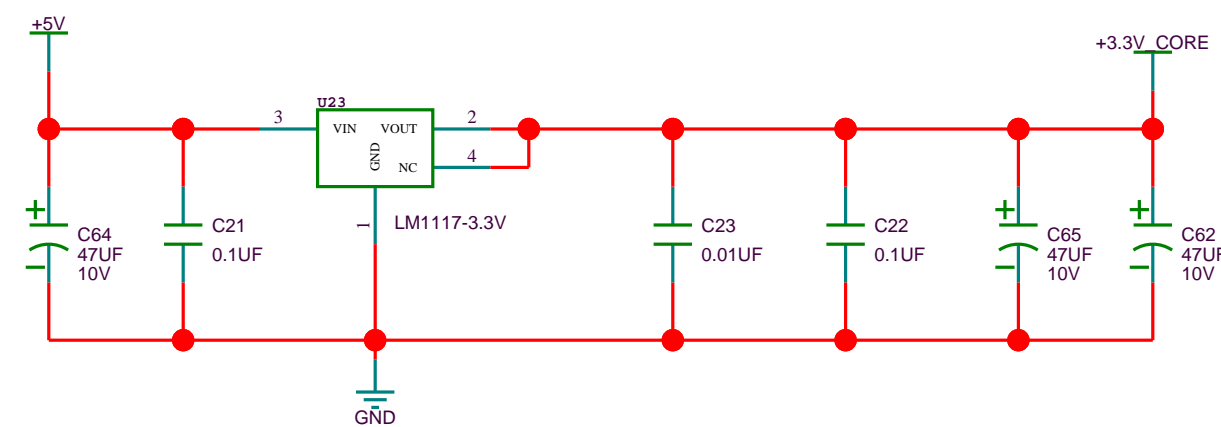 +5V
+3.3V_CORE
U23
3
VIN
VOUT
2
GND
NC
4
1
LM1117-3.3V
C64
47UF
10V
C21
0.1UF
C23
0.01UF
C22
0.1UF
C65
47UF
10V
C62
47UF
10V
GND